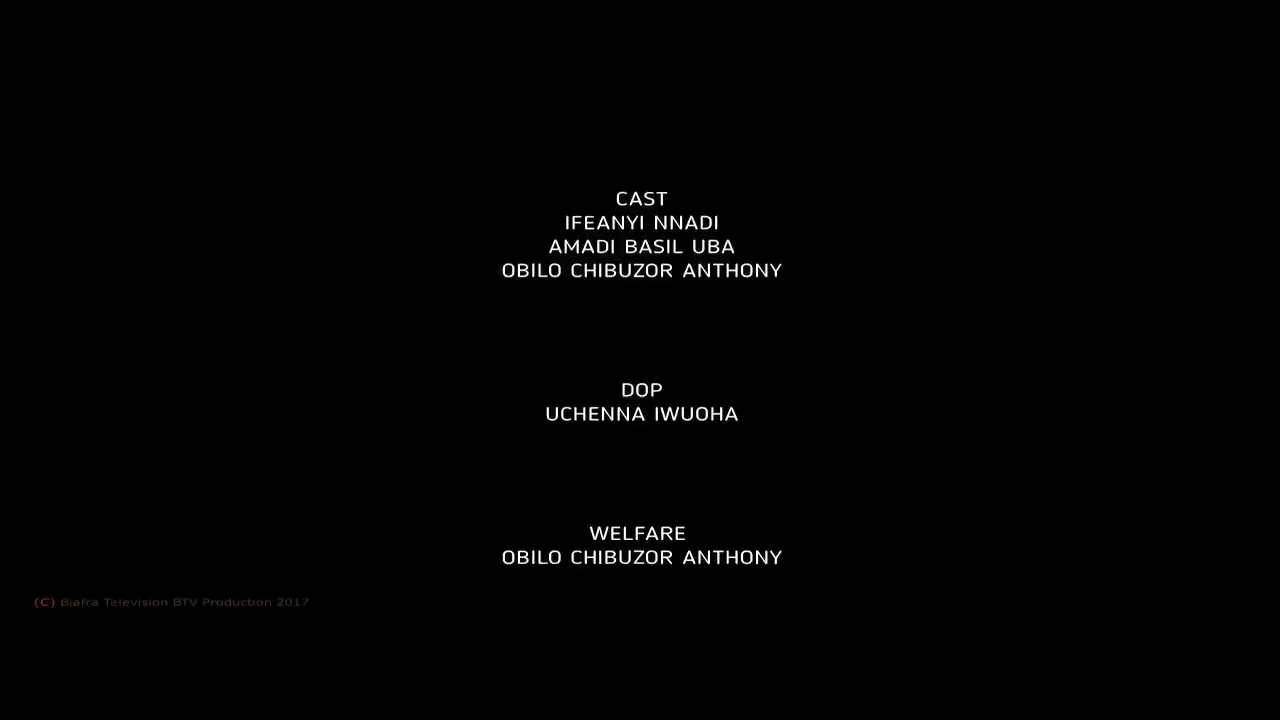 CAST
IFEANYI NNADI
AMADI BASIL UBA
OBILO CHIBUZOR ANTHONY
DOP
UCHENNA IWUOHA
WELFARE
OBILO CHIBUZOR ANTHONY
(C) Biafra Television BTV Production 2017